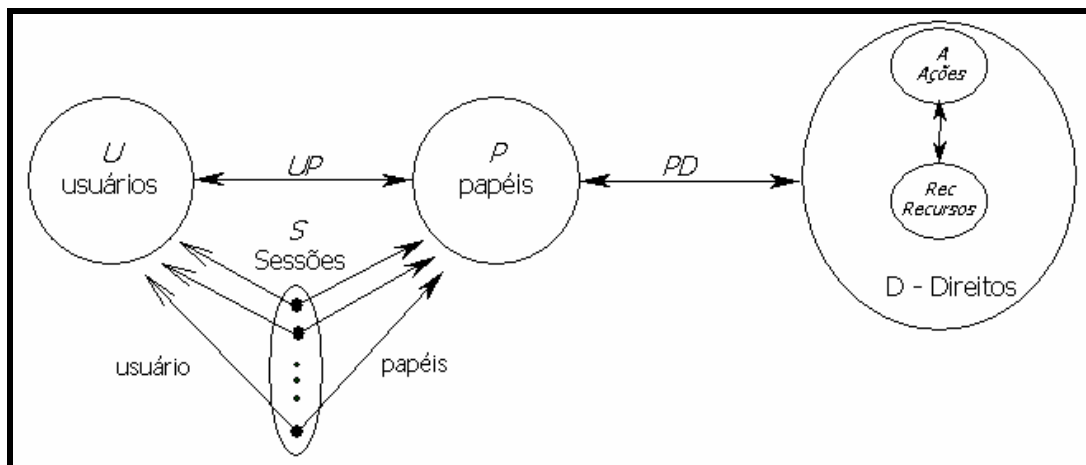 U
usuários
UP
P
papéis
PD
A
Ações
Rec
Recursos
D - Direitos
S
Sessões
usuário
papéis